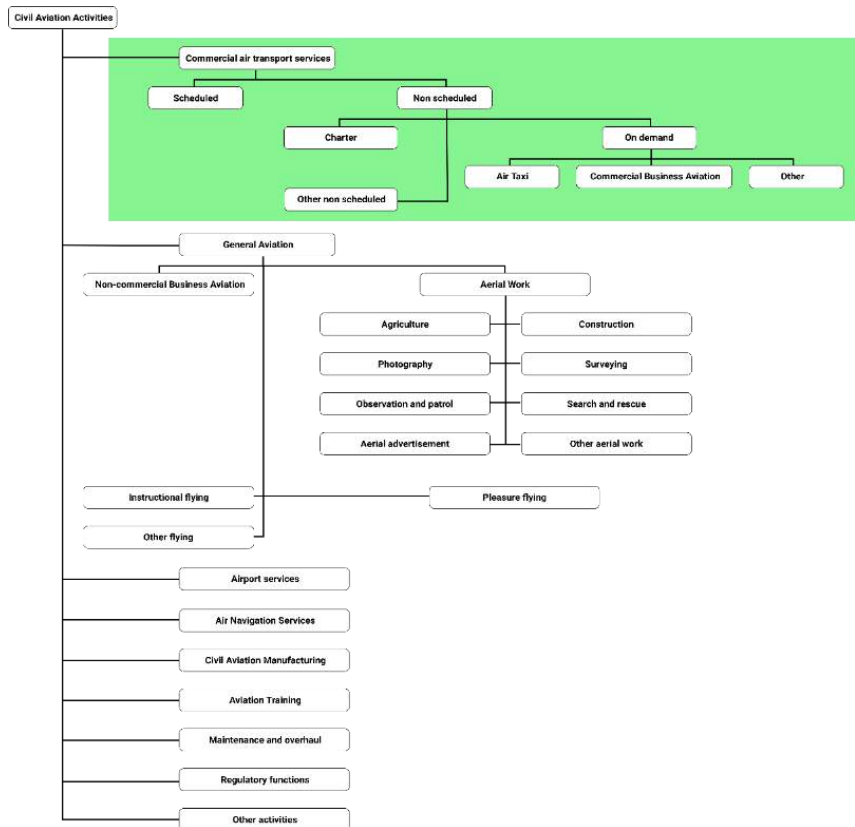 Civil Aviation Activities
Commercial air transport services
Scheduled
Non scheduled
Charter
On demand
Air Taxi
Commercial Business Aviation
Other
Other non scheduled
General Aviation
Non-commercial Business Aviation
Aerial Work
Agriculture
Construction
Photography
Surveying
Observation and patrol
Search and rescue
Aerial advertisement
Other aerial work
Instructional flying
Pleasure flying
Other flying
Airport services
Air Navigation Services
Civil Aviation Manufacturing
Aviation Training
Maintenance and overhaul
Regulatory functions
Other activities